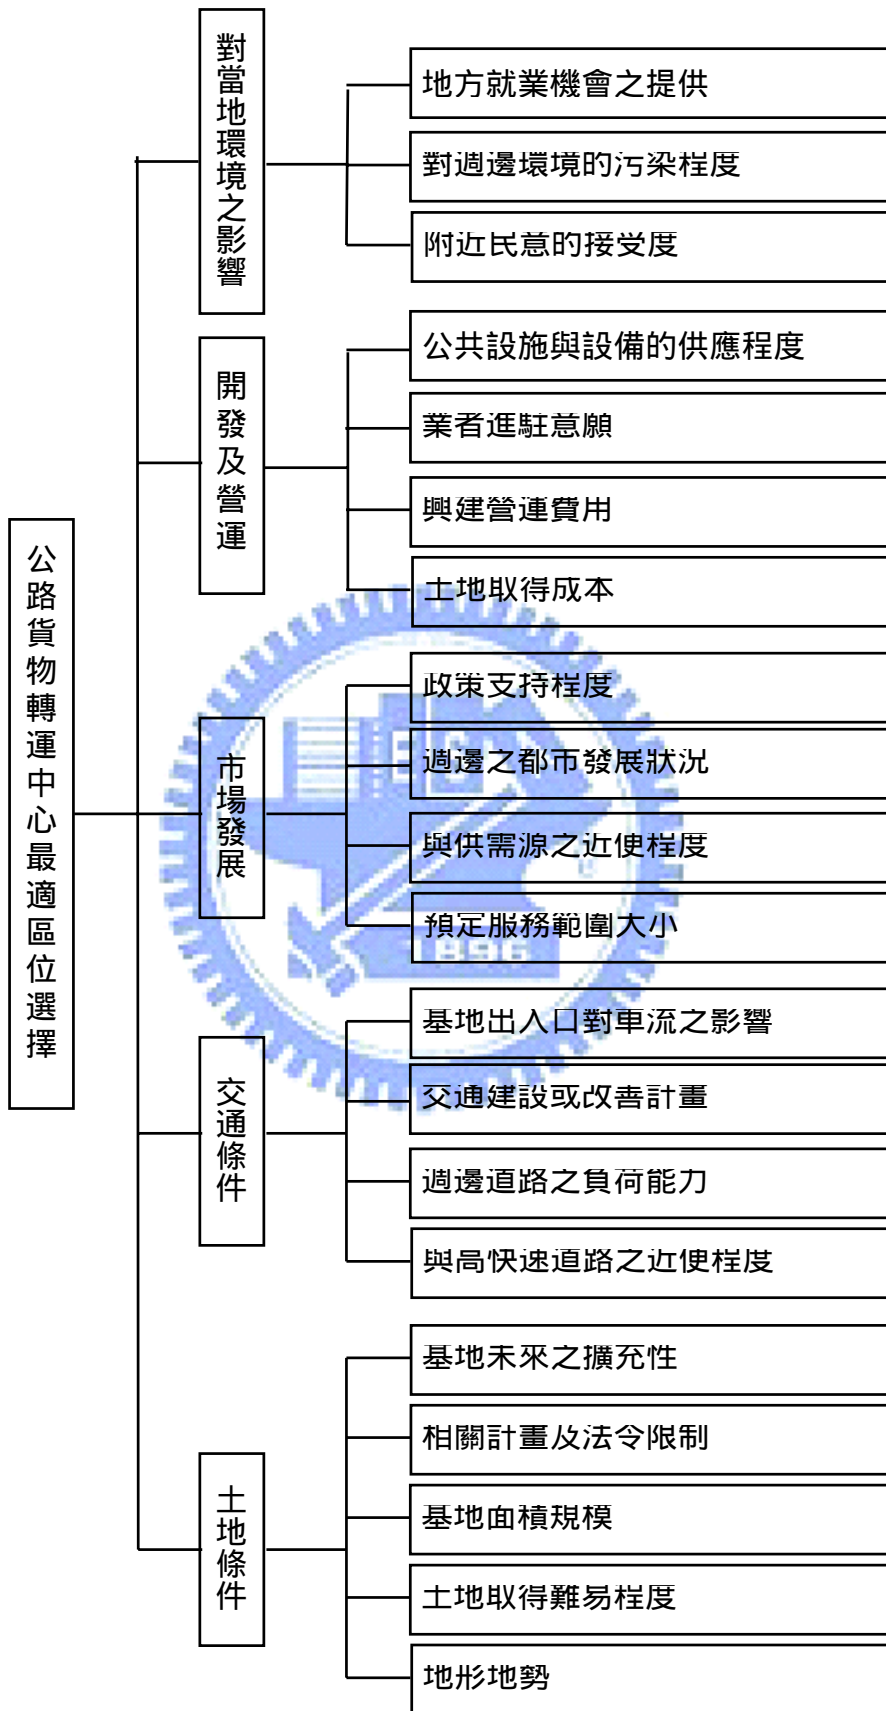 公路貨物轉運中心最適區位選擇
對當地環境之影響
地方就業機會之提供
對週邊環境的污染程度
附近民意的接受度
開發及營運
公共設施與設備的供應程度
業者進駐意願
興建營運費用
土地取得成本
市場發展
政策支持程度
週邊之都市發展狀況
與供需源之近便程度
預定服務範圍大小
1896
交通條件
基地出入口對車流之影響
交通建設或改善計畫
週邊道路之負荷能力
與高快速道路之近便程度
土地條件
基地未來之擴充性
相關計畫及法令限制
基地面積規模
土地取得難易程度
地形地勢